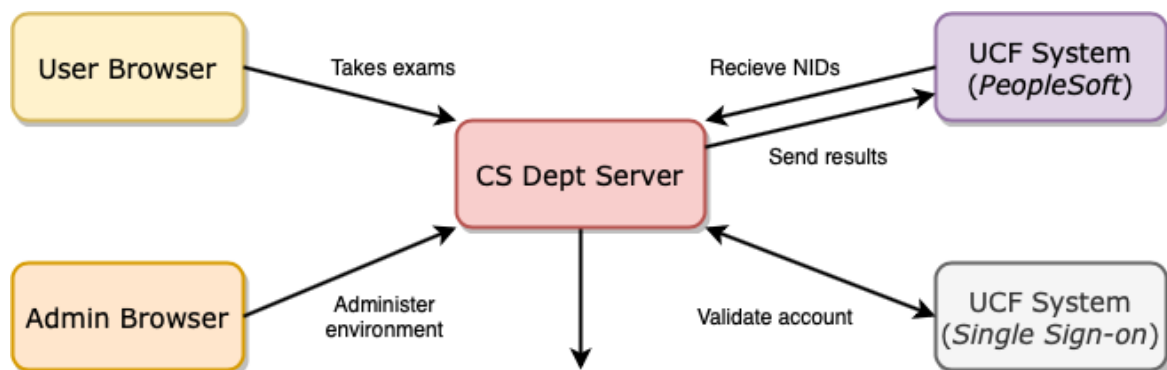 User Browser
Takes exams
Recieve NIDs
UCF System
(PeopleSoft)
CS Dept Server
Send results
Admin Browser
Administer
environment
Validate account
UCF System
(Single Sign-on)